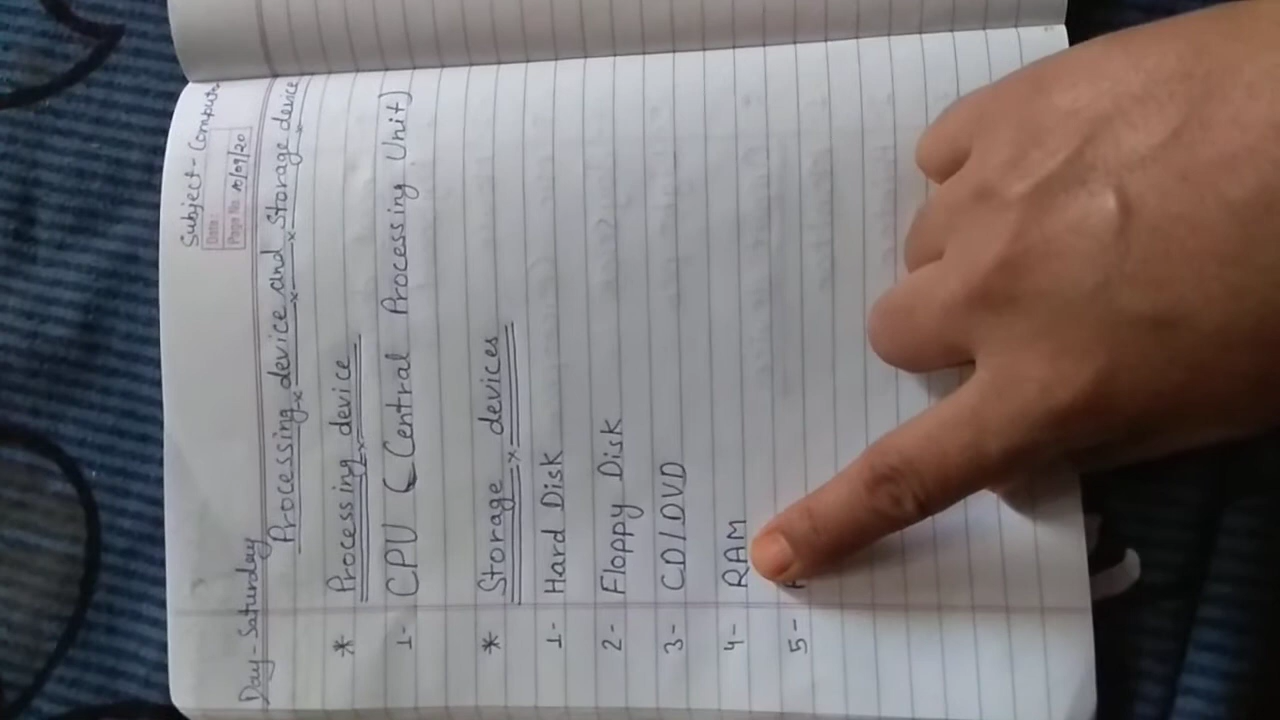 Subject - Comput
Date:
Page No. 10/09/20
Day - Saturday
Processing device and Storage device
* Processing device
1- CPU (Central Processing Unit)
* Storage devices
1- Hard Disk
2- Floppy Disk
3- CD/DVD
4- RAM
5-